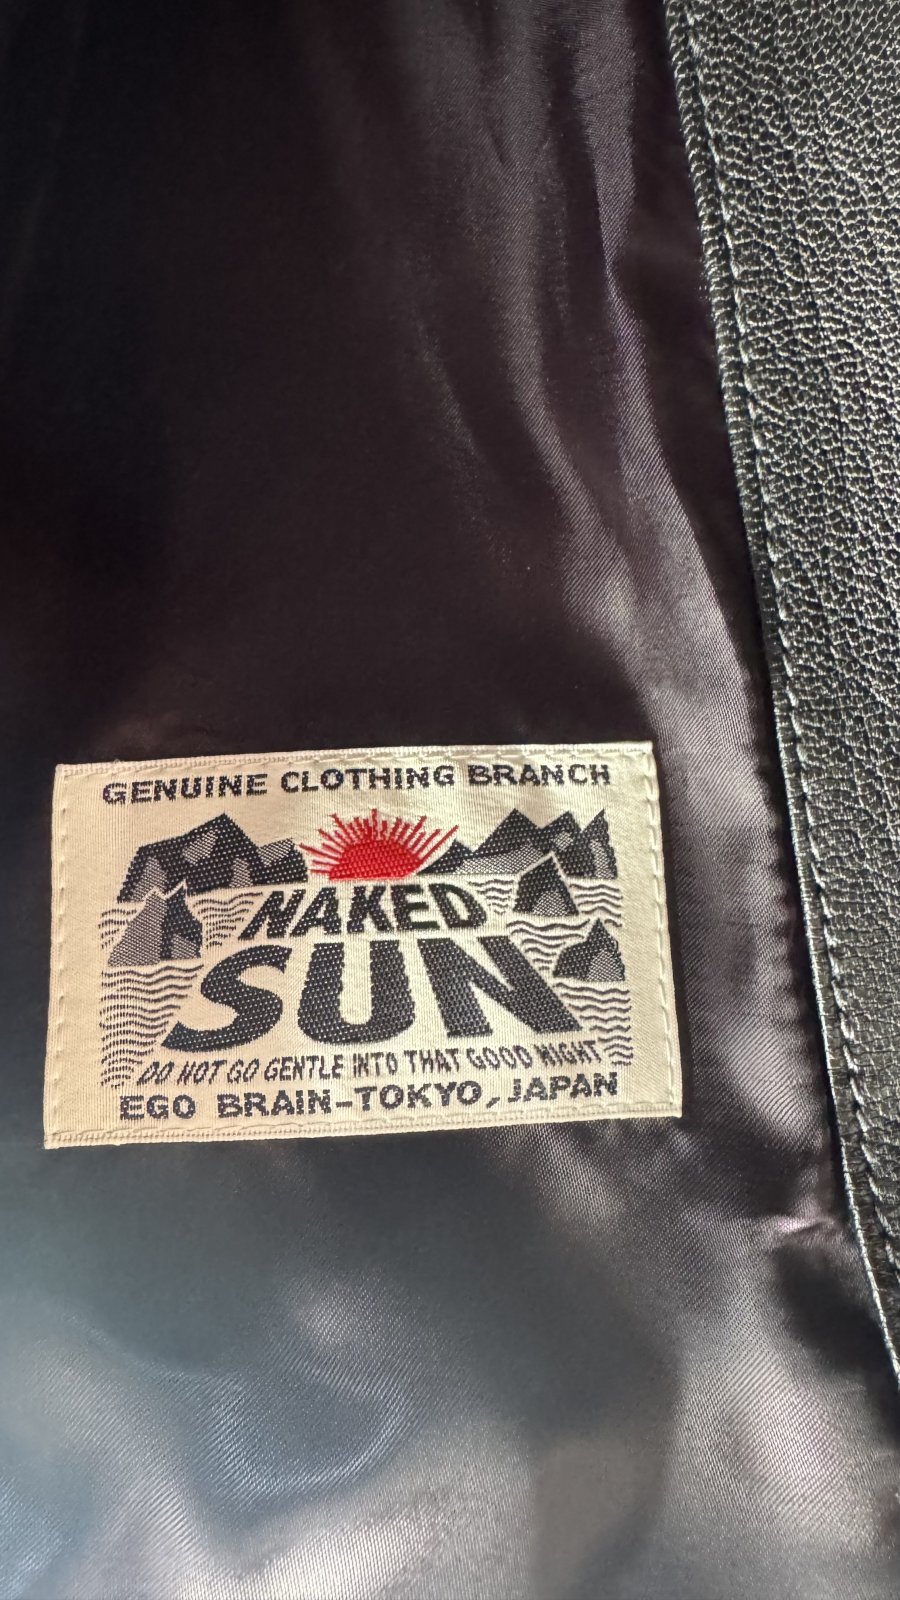 GENUINE CLOTHING BRANCH
NAKED
SUN
DO NOT GO GENTLE INTO THAT GOOD NIGHT
EGO BRAIN-TOKYO, JAPAN